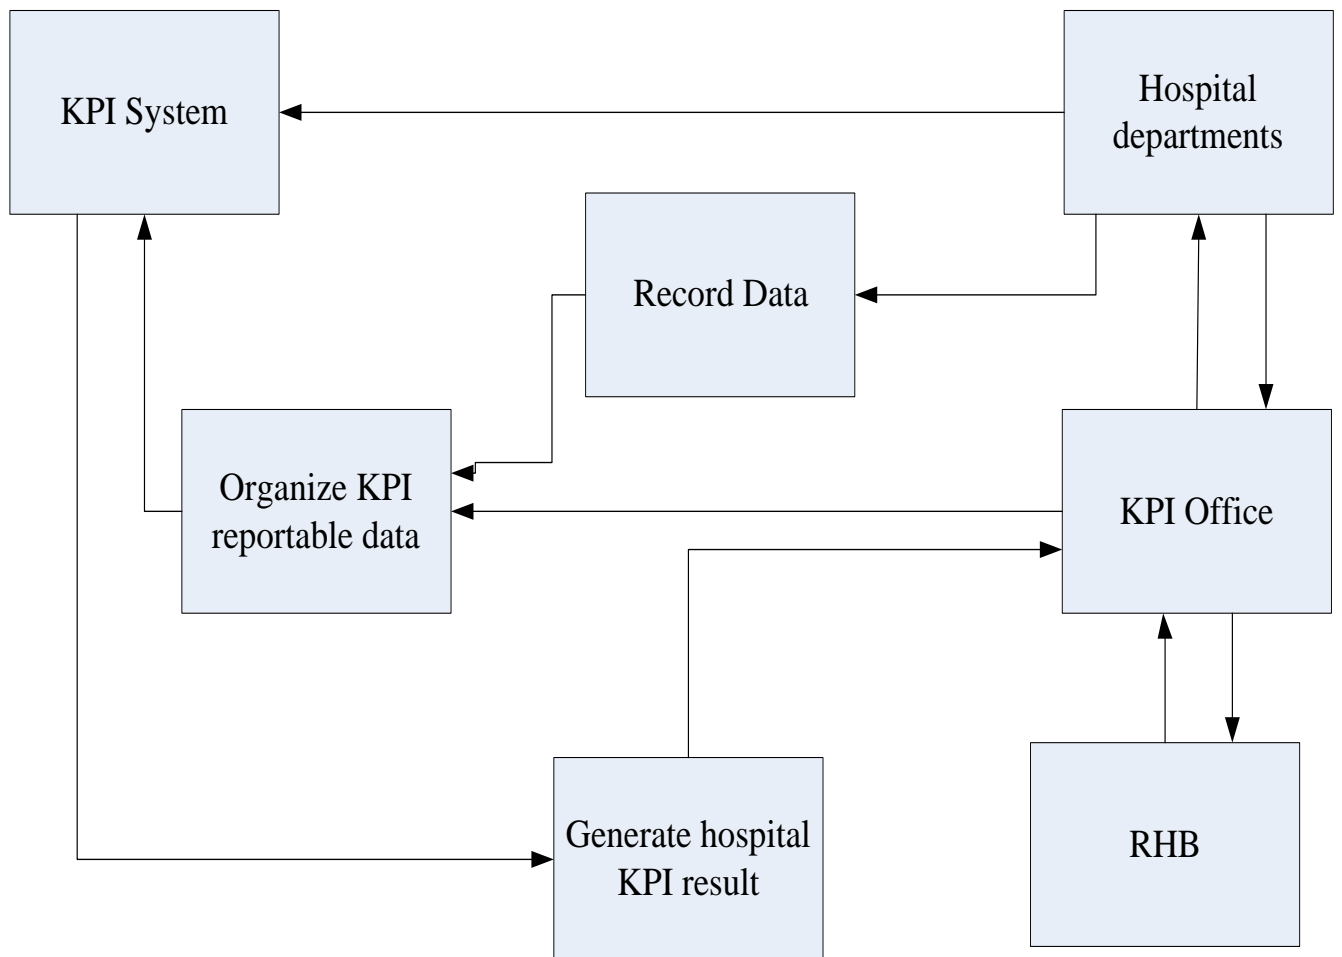 KPI System
Hospital
departments
Record Data
Organize KPI
reportable data
KPI Office
Generate hospital
KPI result
RHB